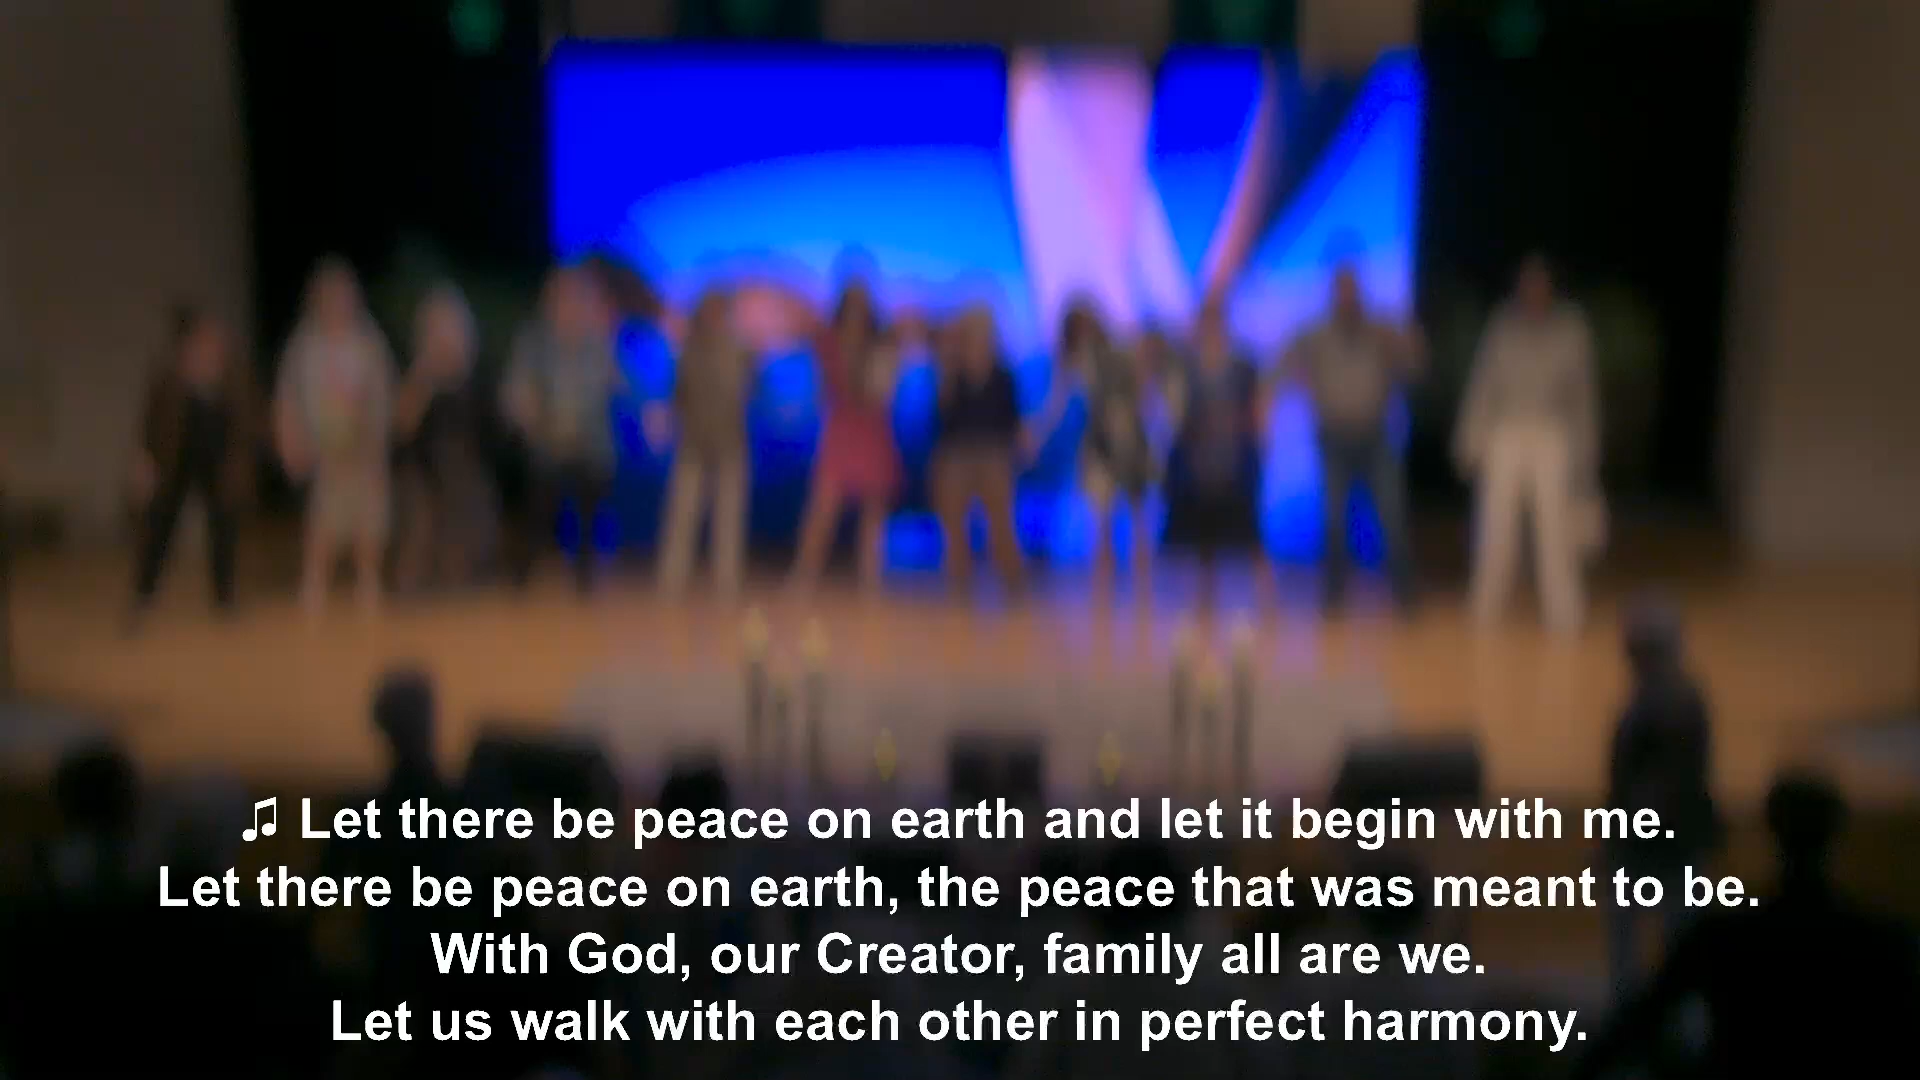 ♫ Let there be peace on earth and let it begin with me.
Let there be peace on earth, the peace that was meant to be.
With God, our Creator, family all are we.
Let us walk with each other in perfect harmony.